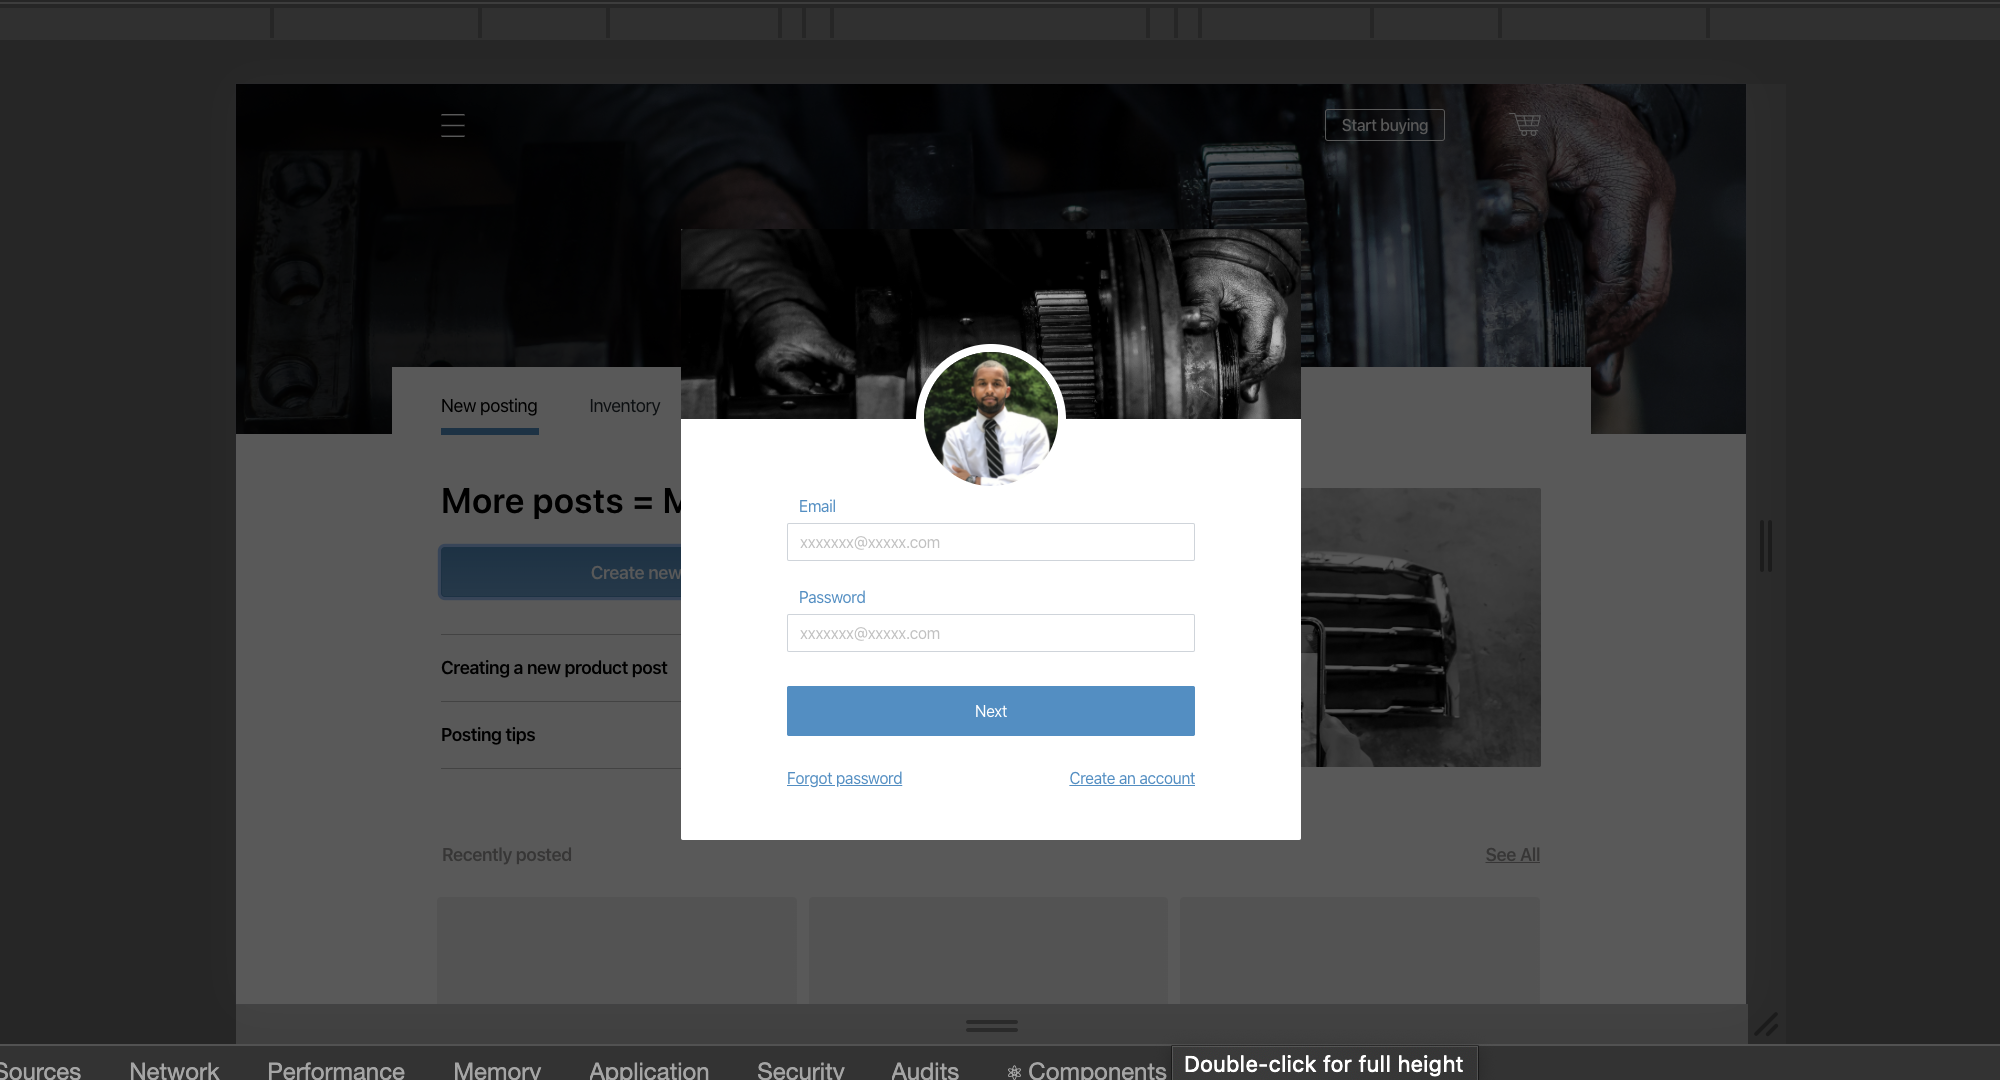 Start buying
New posting
Inventory
More posts = M
Create new
Creating a new product post
Posting tips
Email
xxxxxxx@xxxxx.com
Password
xxxxxxx@xxxxx.com
Next
Forgot password
Create an account
Recently posted
See All
Sources
Network
Performance
Memory
Application
Security
Audits
Components
Double-click for full height